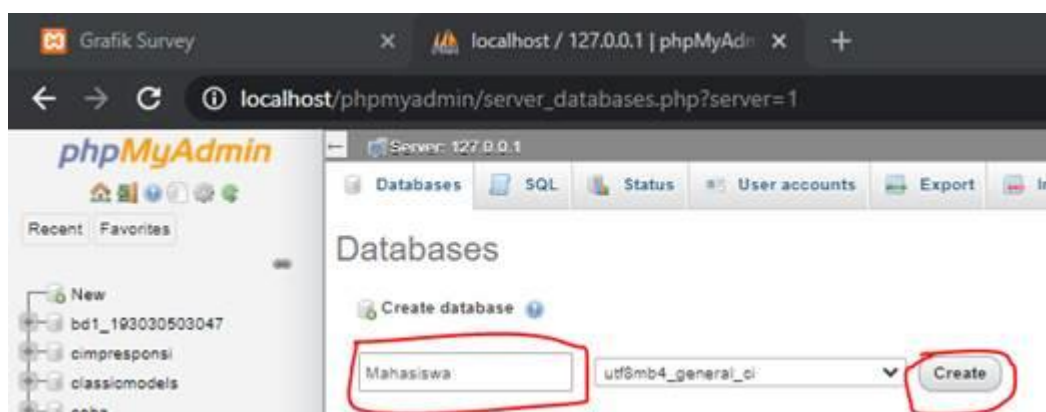 Grafik Survey
localhost / 127.0.0.1 | phpMyAdn
localhost/phpmyadmin/server_databases.php?server=1
phpMyAdmin
Recent Favorites
New
bd1_193030503047
cimpresponsi
classicmodels
Server: 127.0.0.1
Databases SQL Status User accounts Export
Databases
Create database
Mahasiswa utf8mb4_general_ci Create